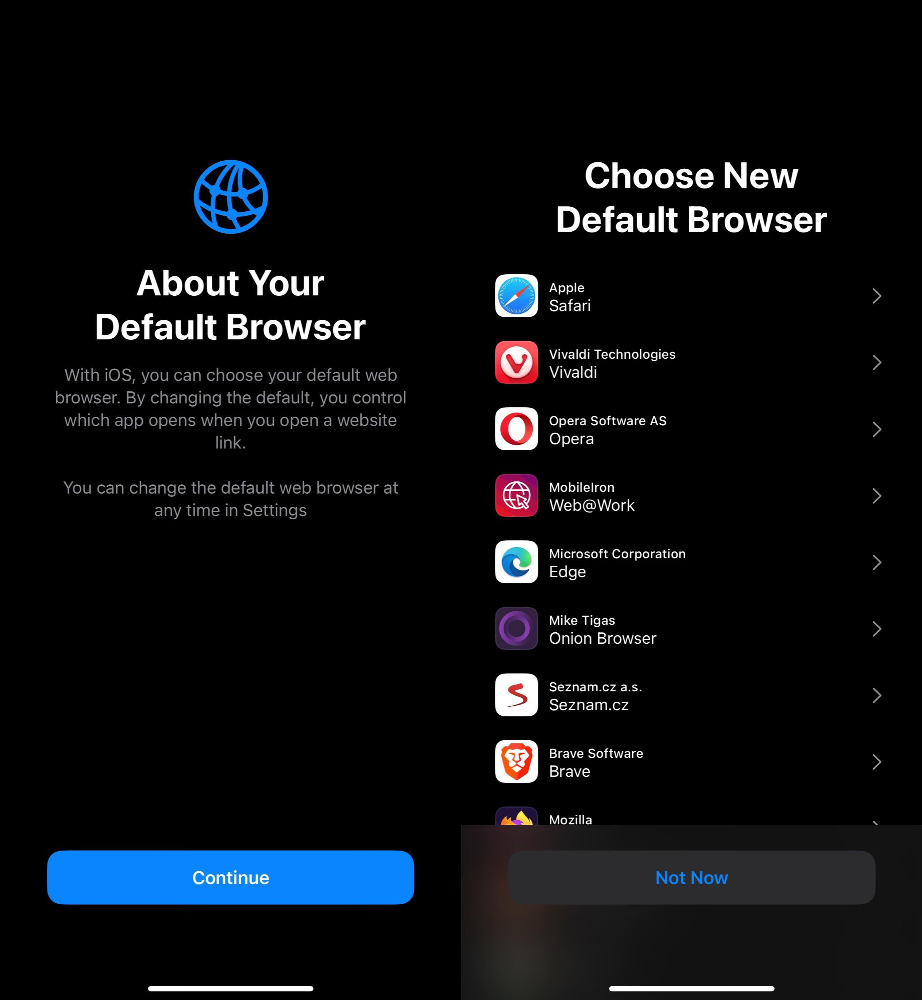 About Your
Default Browser
With iOS, you can choose your default web
browser. By changing the default, you control
which app opens when you open a website
link.
You can change the default web browser at
any time in Settings
Continue
Choose New
Default Browser
Apple
Safari
Vivaldi Technologies
Vivaldi
Opera Software AS
Opera
MobileIron
Web@Work
Microsoft Corporation
Edge
Mike Tigas
Onion Browser
Seznam.cz a.s.
Seznam.cz
Brave Software
Brave
Mozilla
Not Now